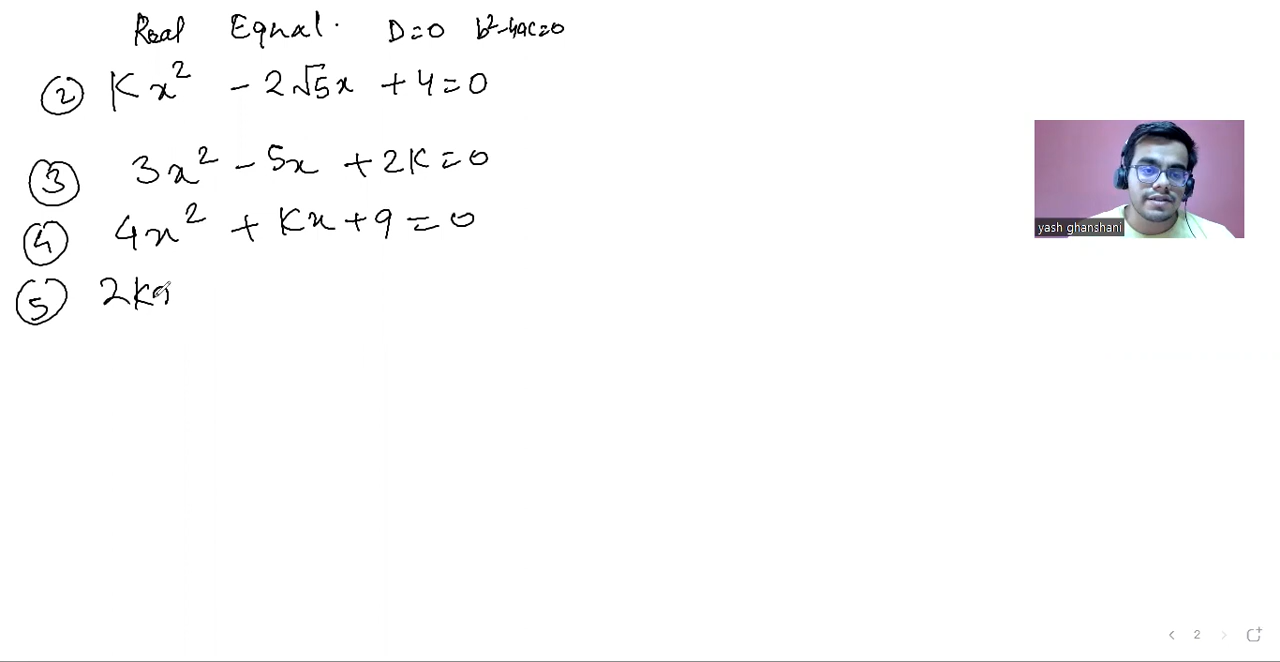 Real Equal. D=0 b²-4ac=0
② Kx² - 2√5x + 4=0
③ 3x² - 5x + 2K=0
④ 4x² + Kx+9=0
⑤ 2Kx
yash ghanshani
< 2 >